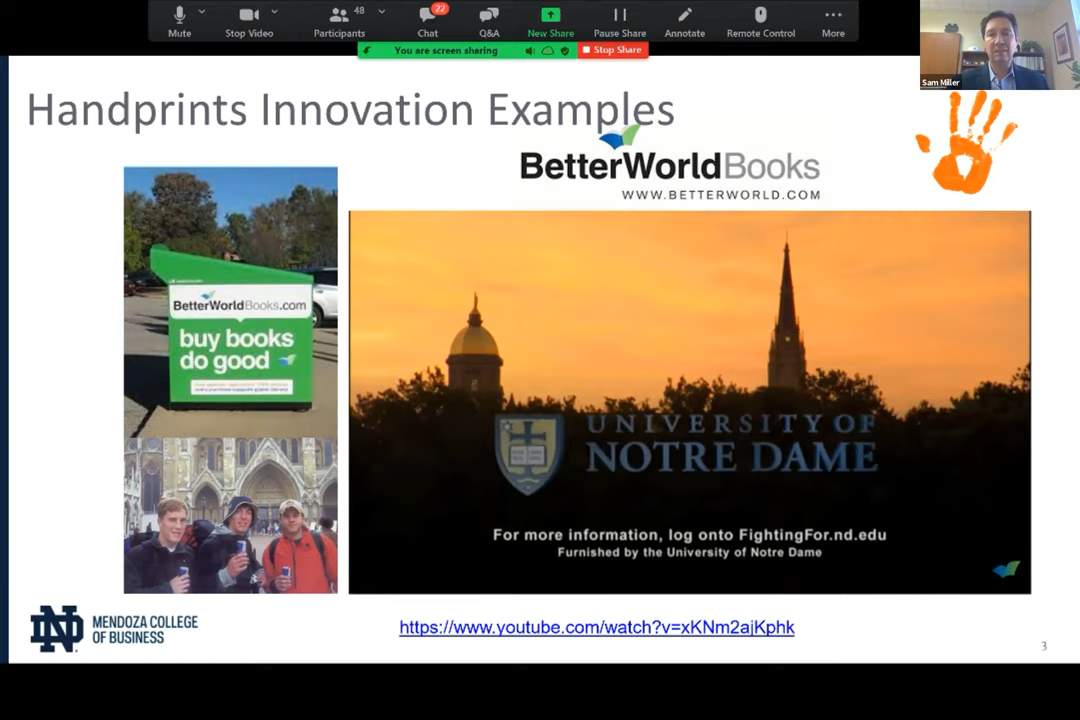 Mute
Stop Video
Participants
48
Chat
22
Q&A
New Share
Pause Share
Annotate
Remote Control
More
You are screen sharing
Stop Share
Sam Miller
Handprints Innovation Examples
BetterWorldBooks
WWW.BETTERWORLD.COM
BetterWorldBooks.com
buy books
do good
UNIVERSITY OF
NOTRE DAME
For more information, log onto FightingFor.nd.edu
Furnished by the University of Notre Dame
ND
MENDOZA COLLEGE
OF BUSINESS
https://www.youtube.com/watch?v=xKNm2ajKphk
3